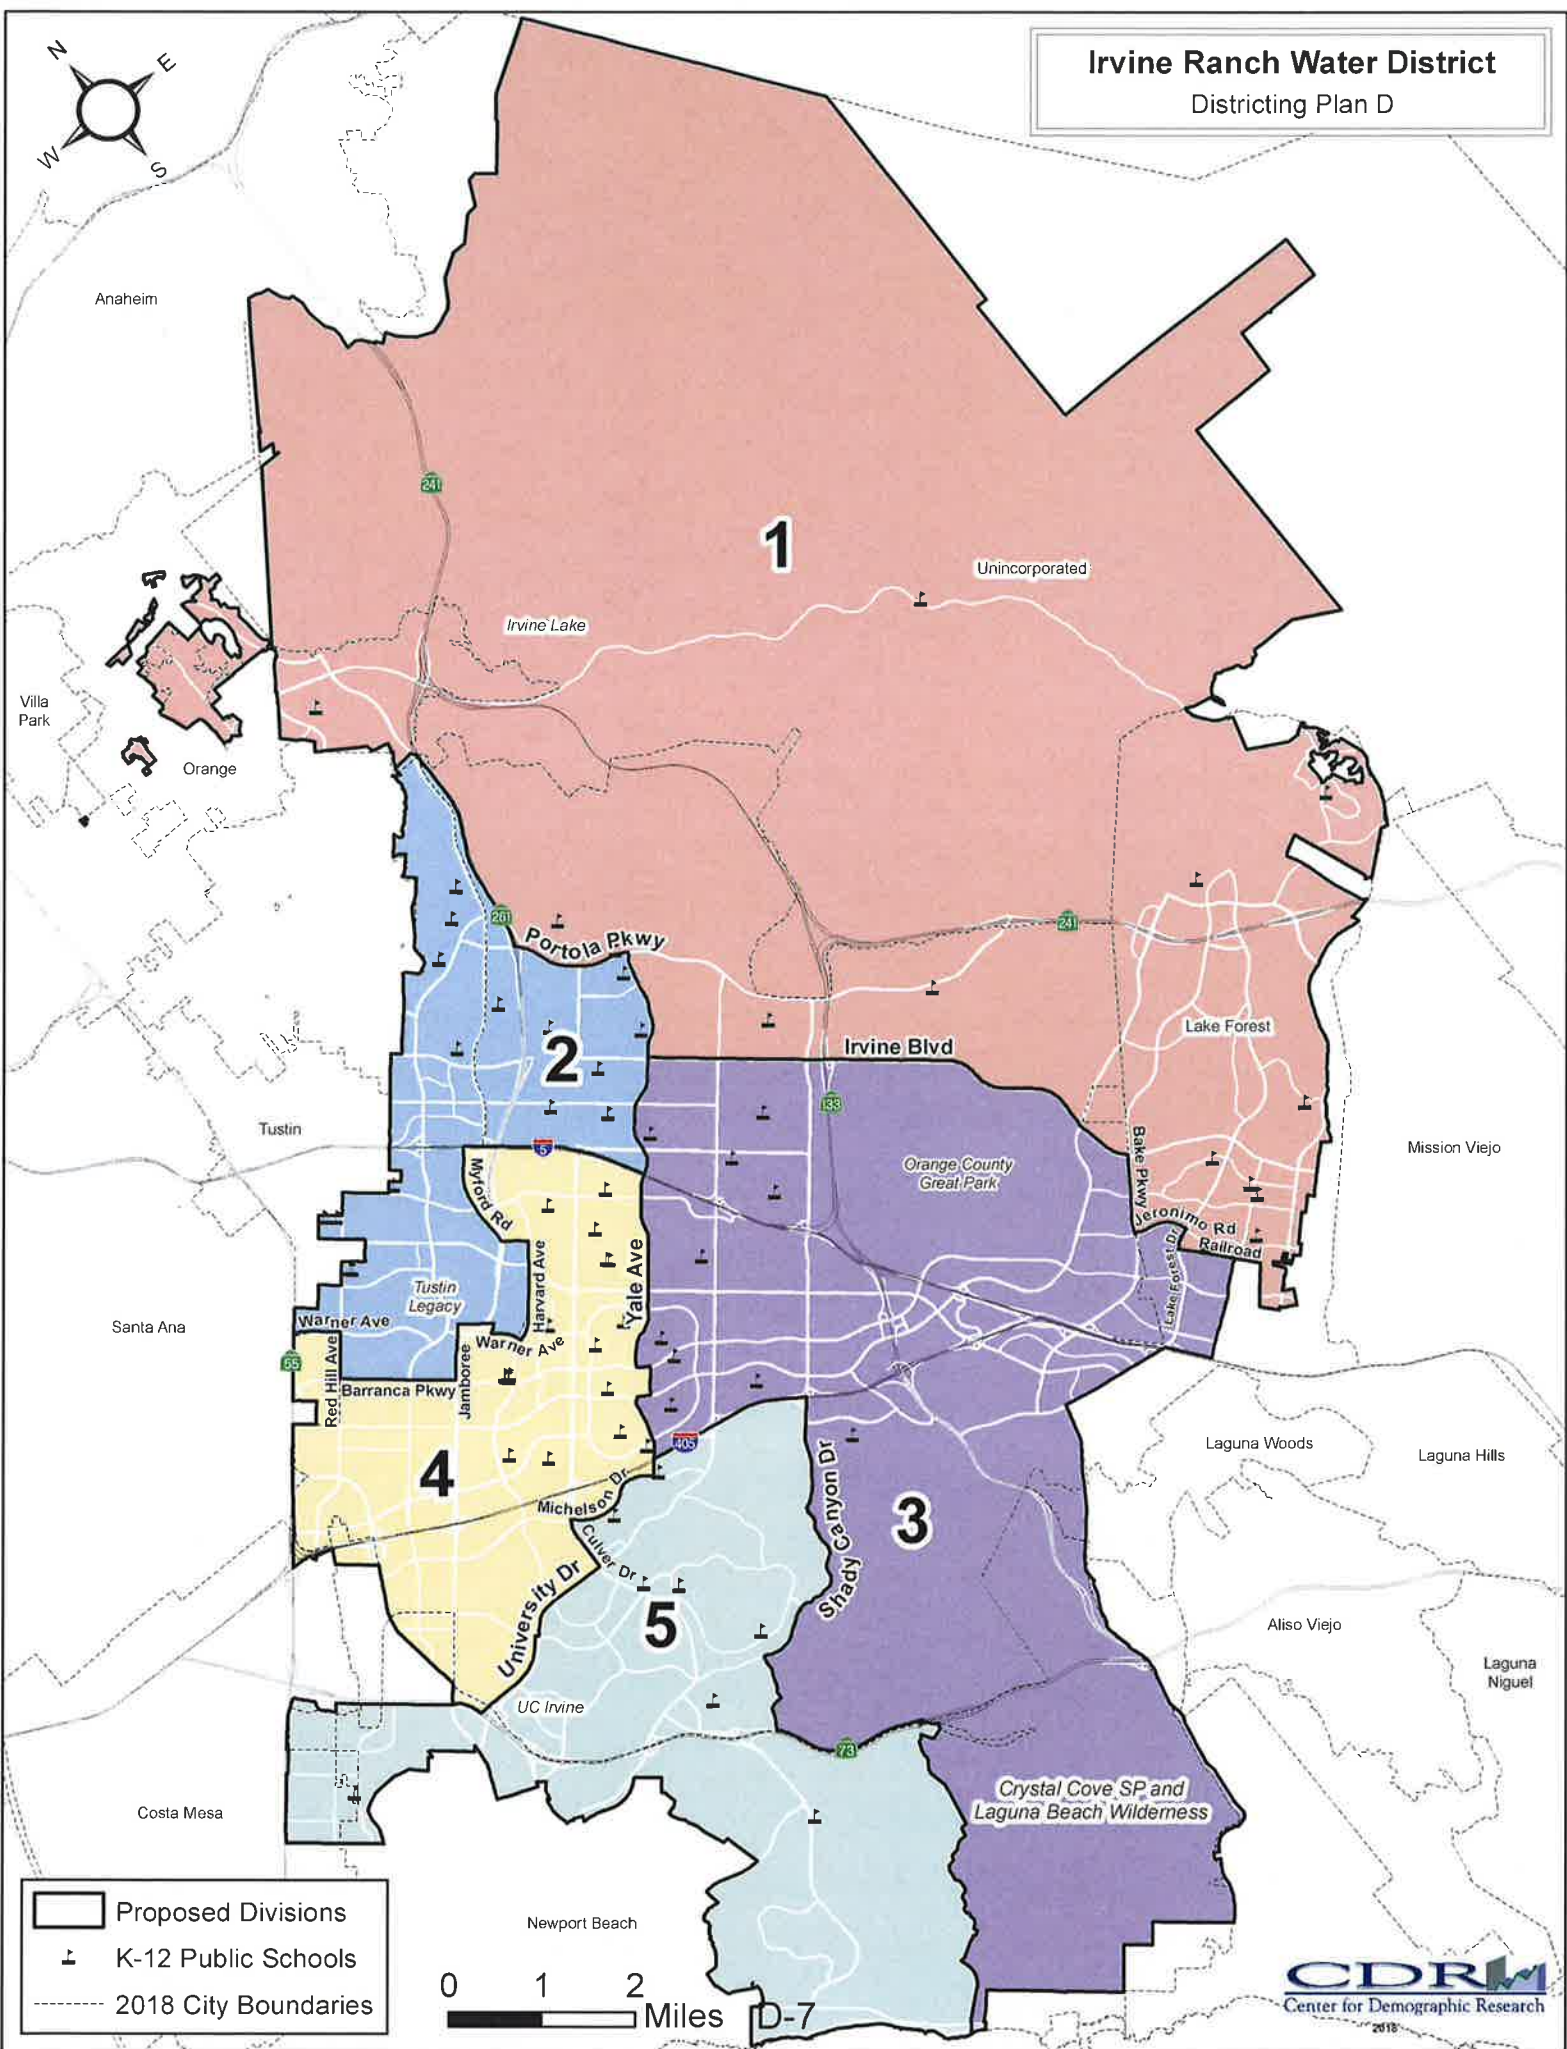 Irvine Ranch Water District
Districting Plan D
N
E
W
S
Anaheim
241
1
Unincorporated
Irvine Lake
Villa
Park
Orange
261
Portola Pkwy
241
Lake Forest
Irvine Blvd
2
133
Tustin
5
Myford Rd
Orange County
Great Park
Bake Pkwy
Mission Viejo
Jeronimo Rd
Railroad
Lake Forest Dr
Harvard Ave
Yale Ave
Tustin
Legacy
Santa Ana
Warner Ave
Warner Ave
55
Red Hill Ave
Barranca Pkwy
Jamboree
405
Laguna Woods
Laguna Hills
4
Michelson Dr
Shady Canyon Dr
3
Culver Dr
University Dr
5
Aliso Viejo
Laguna
Niguel
UC Irvine
73
Crystal Cove SP and
Laguna Beach Wilderness
Costa Mesa
Newport Beach
Proposed Divisions
K-12 Public Schools
2018 City Boundaries
0 1 2
Miles
D-7
CDR
Center for Demographic Research
2018